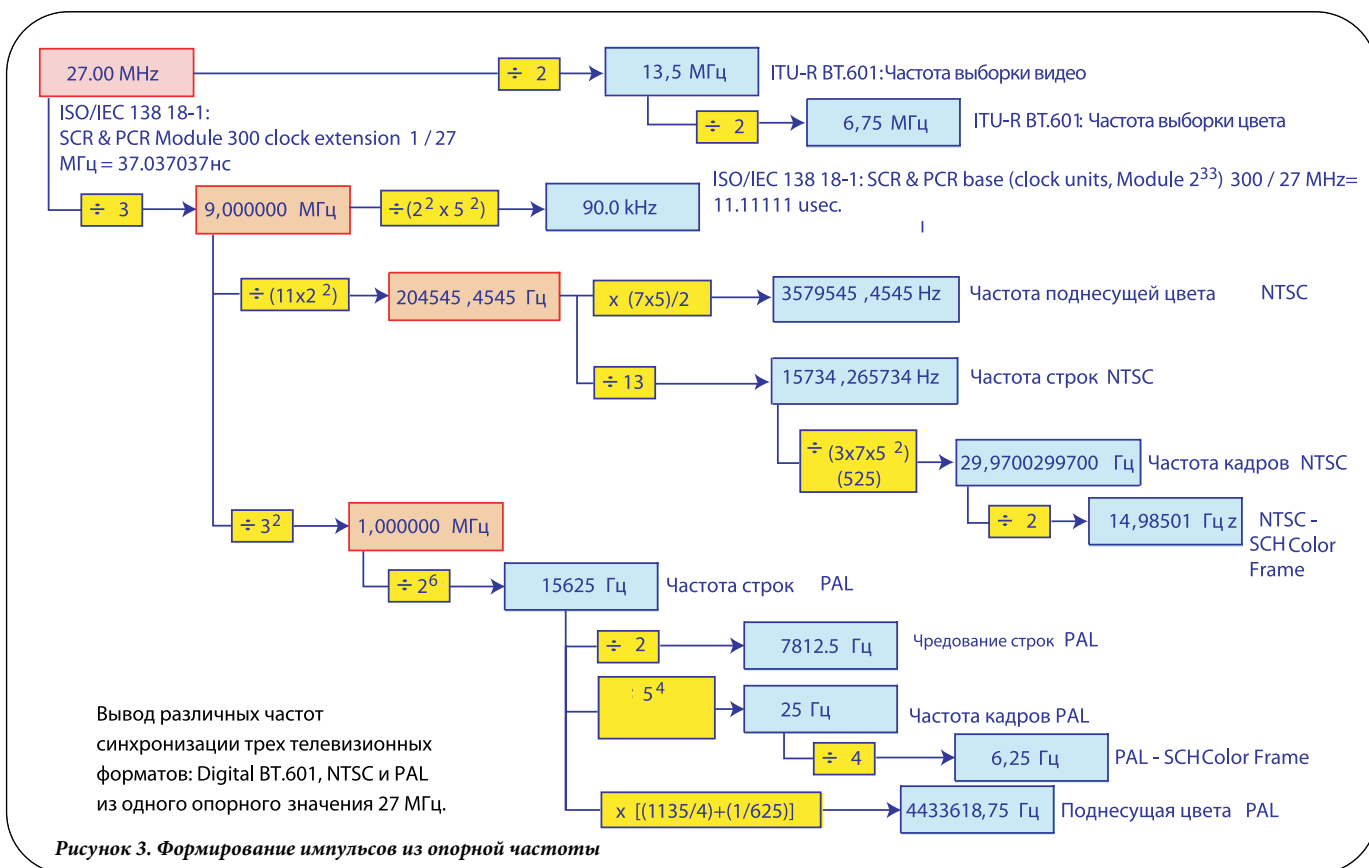 27.00 MHz
÷ 2
13,5 МГц
ITU-R BT.601:Частота выборки видео
ISO/IEC 138 18-1:
SCR & PCR Module 300 clock extension 1 / 27
МГц = 37.037037нс
÷ 2
6,75 МГц
ITU-R BT.601: Частота выборки цвета
÷ 3
9,000000 МГц
÷(2² x 5²)
90.0 kHz
ISO/IEC 138 18-1: SCR & PCR base (clock units, Module 2³³) 300 / 27 MHz=
11.11111 usec.
÷ (11x2²)
204545 ,4545 Гц
x (7x5)/2
3579545 ,4545 Hz
Частота поднесущей цвета NTSC
÷ 13
15734 ,265734 Hz
Частота строк NTSC
÷ (3x7x5²)
(525)
29,9700299700 Гц
Частота кадров NTSC
÷ 2
14,98501 Гц z
NTSC -
SCH Color
Frame
÷ 3²
1,000000 МГц
÷ 2⁶
15625 Гц
Частота строк PAL
÷ 2
7812.5 Гц
Чредование строк PAL
: 5⁴
25 Гц
Частота кадров PAL
÷ 4
6,25 Гц
PAL - SCH Color Frame
x [(1135/4)+(1/625)]
4433618,75 Гц
Поднесущая цвета PAL
Вывод различных частот
синхронизации трех телевизионных
форматов: Digital BT.601, NTSC и PAL
из одного опорного значения 27 МГц.
Рисунок 3. Формирование импульсов из опорной частоты